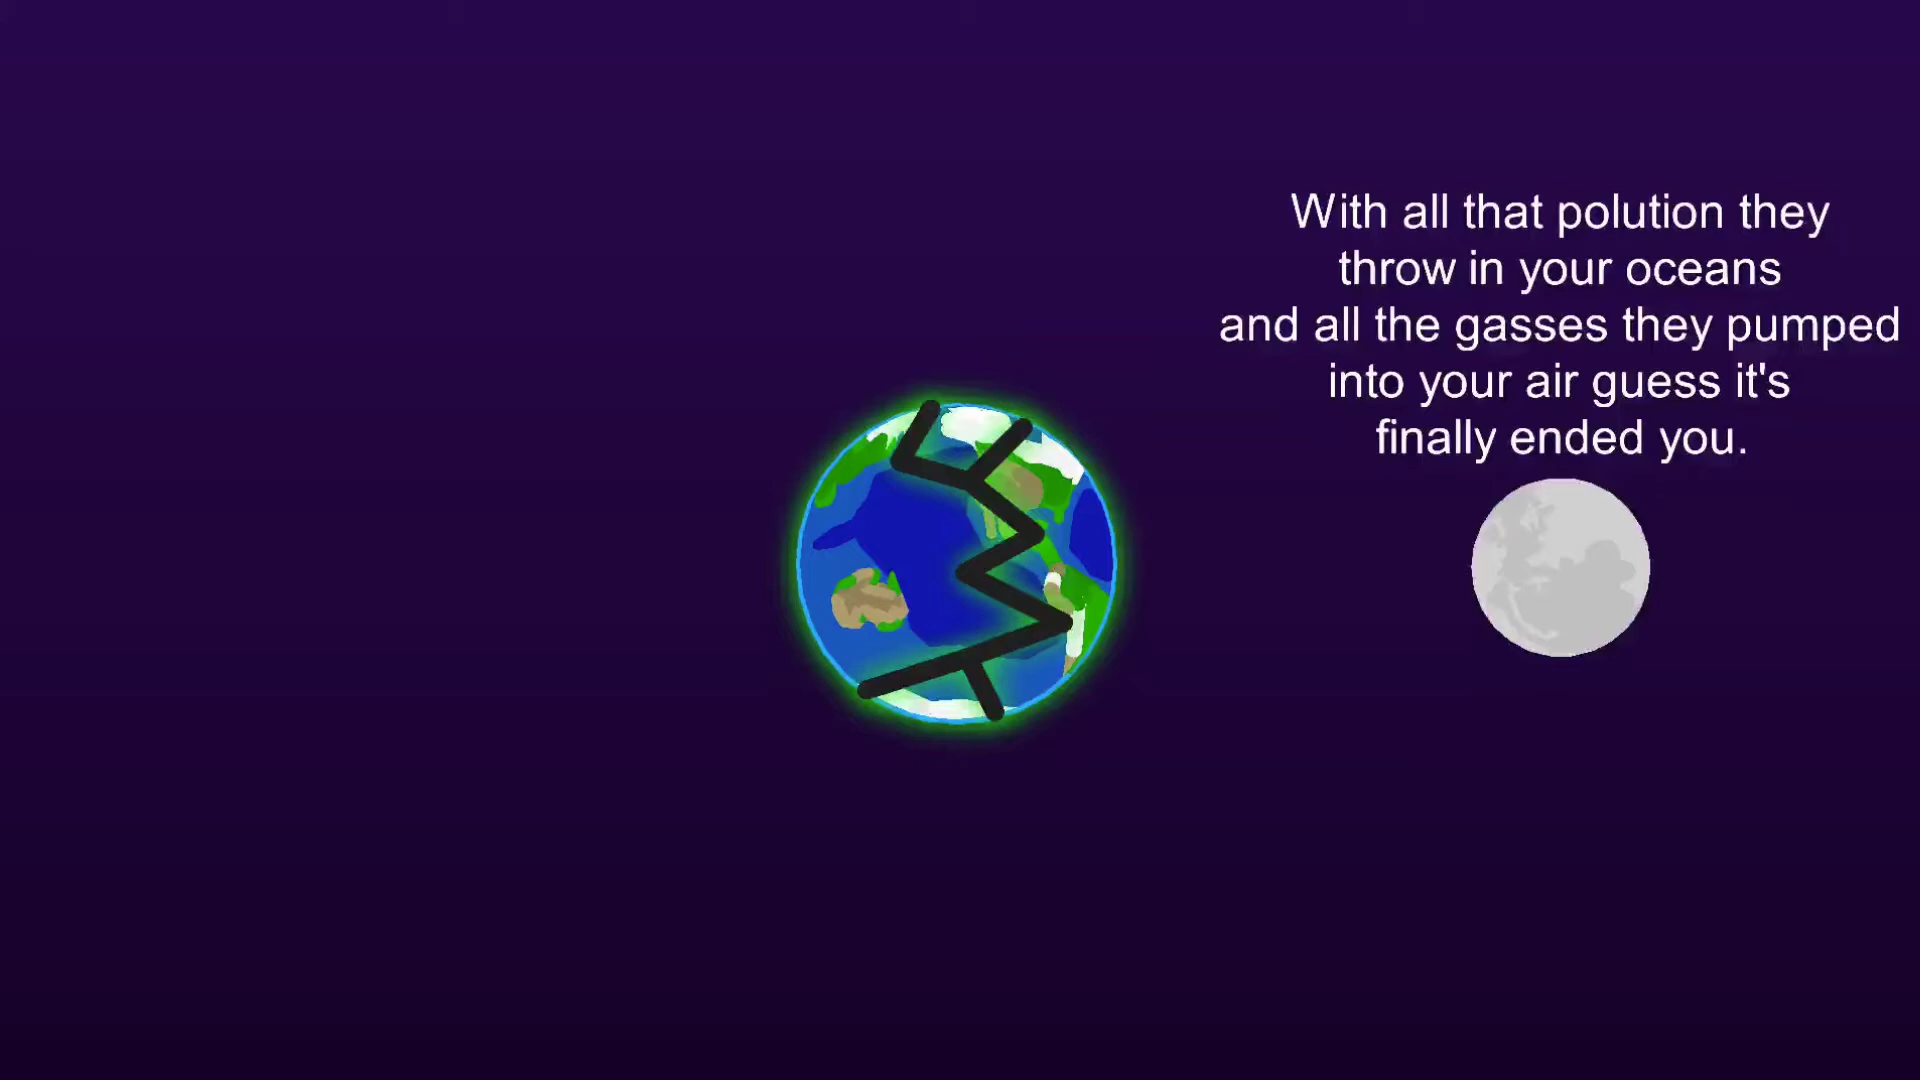 With all that polution they
throw in your oceans
and all the gasses they pumped
into your air guess it's
finally ended you.